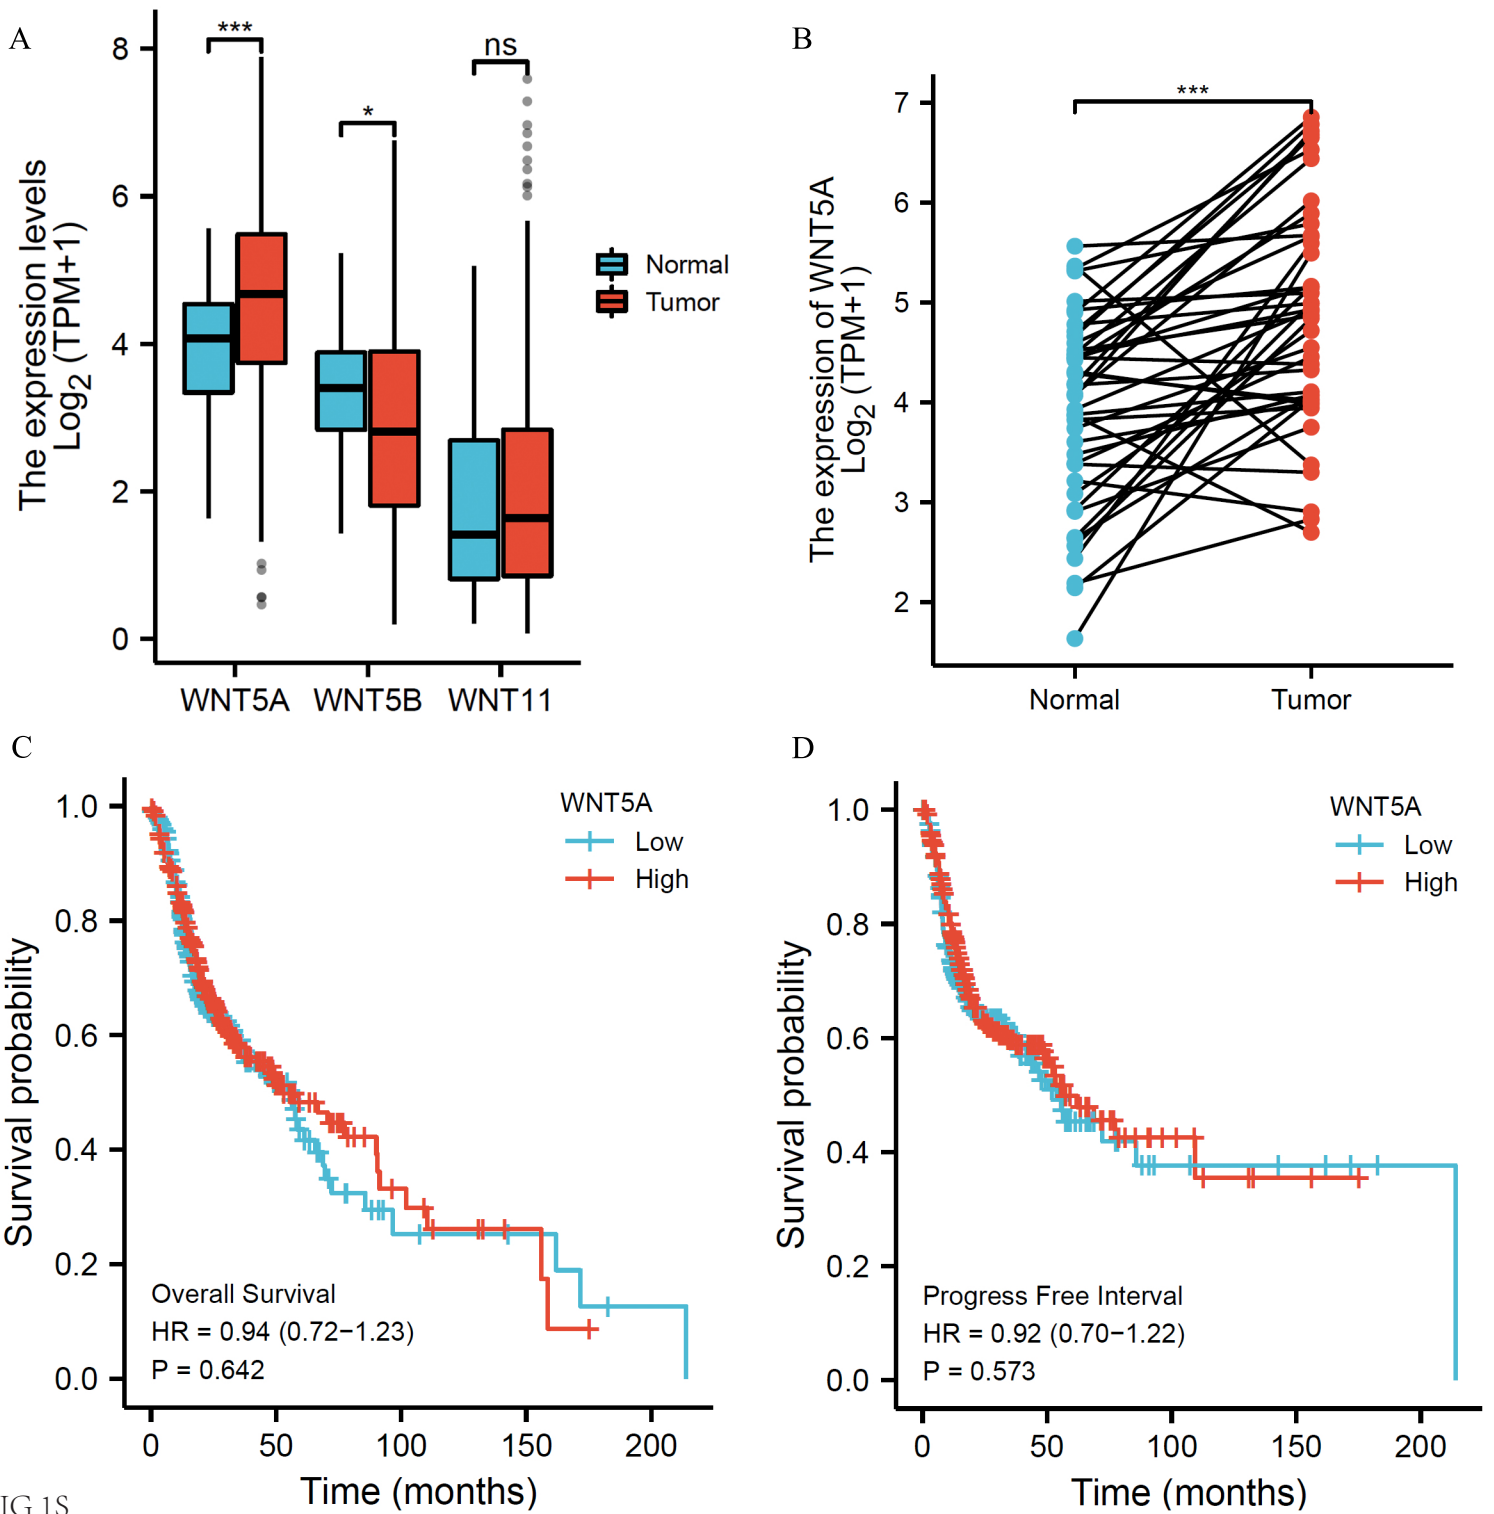 A
***
*
ns
8
6
4
2
0
The expression levels
Log2 (TPM+1)
WNT5A
WNT5B
WNT11
Normal
Tumor
B
***
7
6
5
4
3
2
The expression of WNT5A
Log2 (TPM+1)
Normal
Tumor
C
1.0
0.8
0.6
0.4
0.2
0.0
Survival probability
WNT5A
Low
High
Overall Survival
HR = 0.94 (0.72−1.23)
P = 0.642
0
50
100
150
200
Time (months)
D
1.0
0.8
0.6
0.4
0.2
0.0
Survival probability
WNT5A
Low
High
Progress Free Interval
HR = 0.92 (0.70−1.22)
P = 0.573
0
50
100
150
200
Time (months)
IG 1S